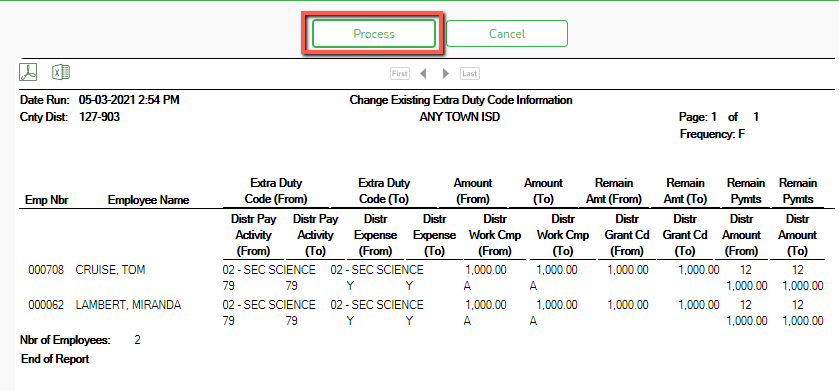 Process Cancel
First Last
Date Run: 05-03-2021 2:54 PM Change Existing Extra Duty Code Information
Cnty Dist: 127-903 ANY TOWN ISD Page: 1 of 1
Frequency: F
Extra Duty Extra Duty Amount Amount Remain Remain Remain Remain
Emp Nbr Employee Name Code (From) Code (To) (From) (To) Amt (From) Amt (To) Pymts Pymts
Distr Pay Distr Pay Distr Distr Distr Distr Distr Distr Distr Distr
Activity Activity Expense Expense Work Cmp Work Cmp Grant Cd Grant Cd Amount Amount
(From) (To) (From) (To) (From) (To) (From) (To) (From) (To)
000708 CRUISE, TOM 02 - SEC SCIENCE 02 - SEC SCIENCE 1,000.00 1,000.00 1,000.00 1,000.00 12 12
79 79 Y Y A A 1,000.00 1,000.00
000062 LAMBERT, MIRANDA 02 - SEC SCIENCE 02 - SEC SCIENCE 1,000.00 1,000.00 1,000.00 1,000.00 12 12
79 79 Y Y A A 1,000.00 1,000.00
Nbr of Employees: 2
End of Report